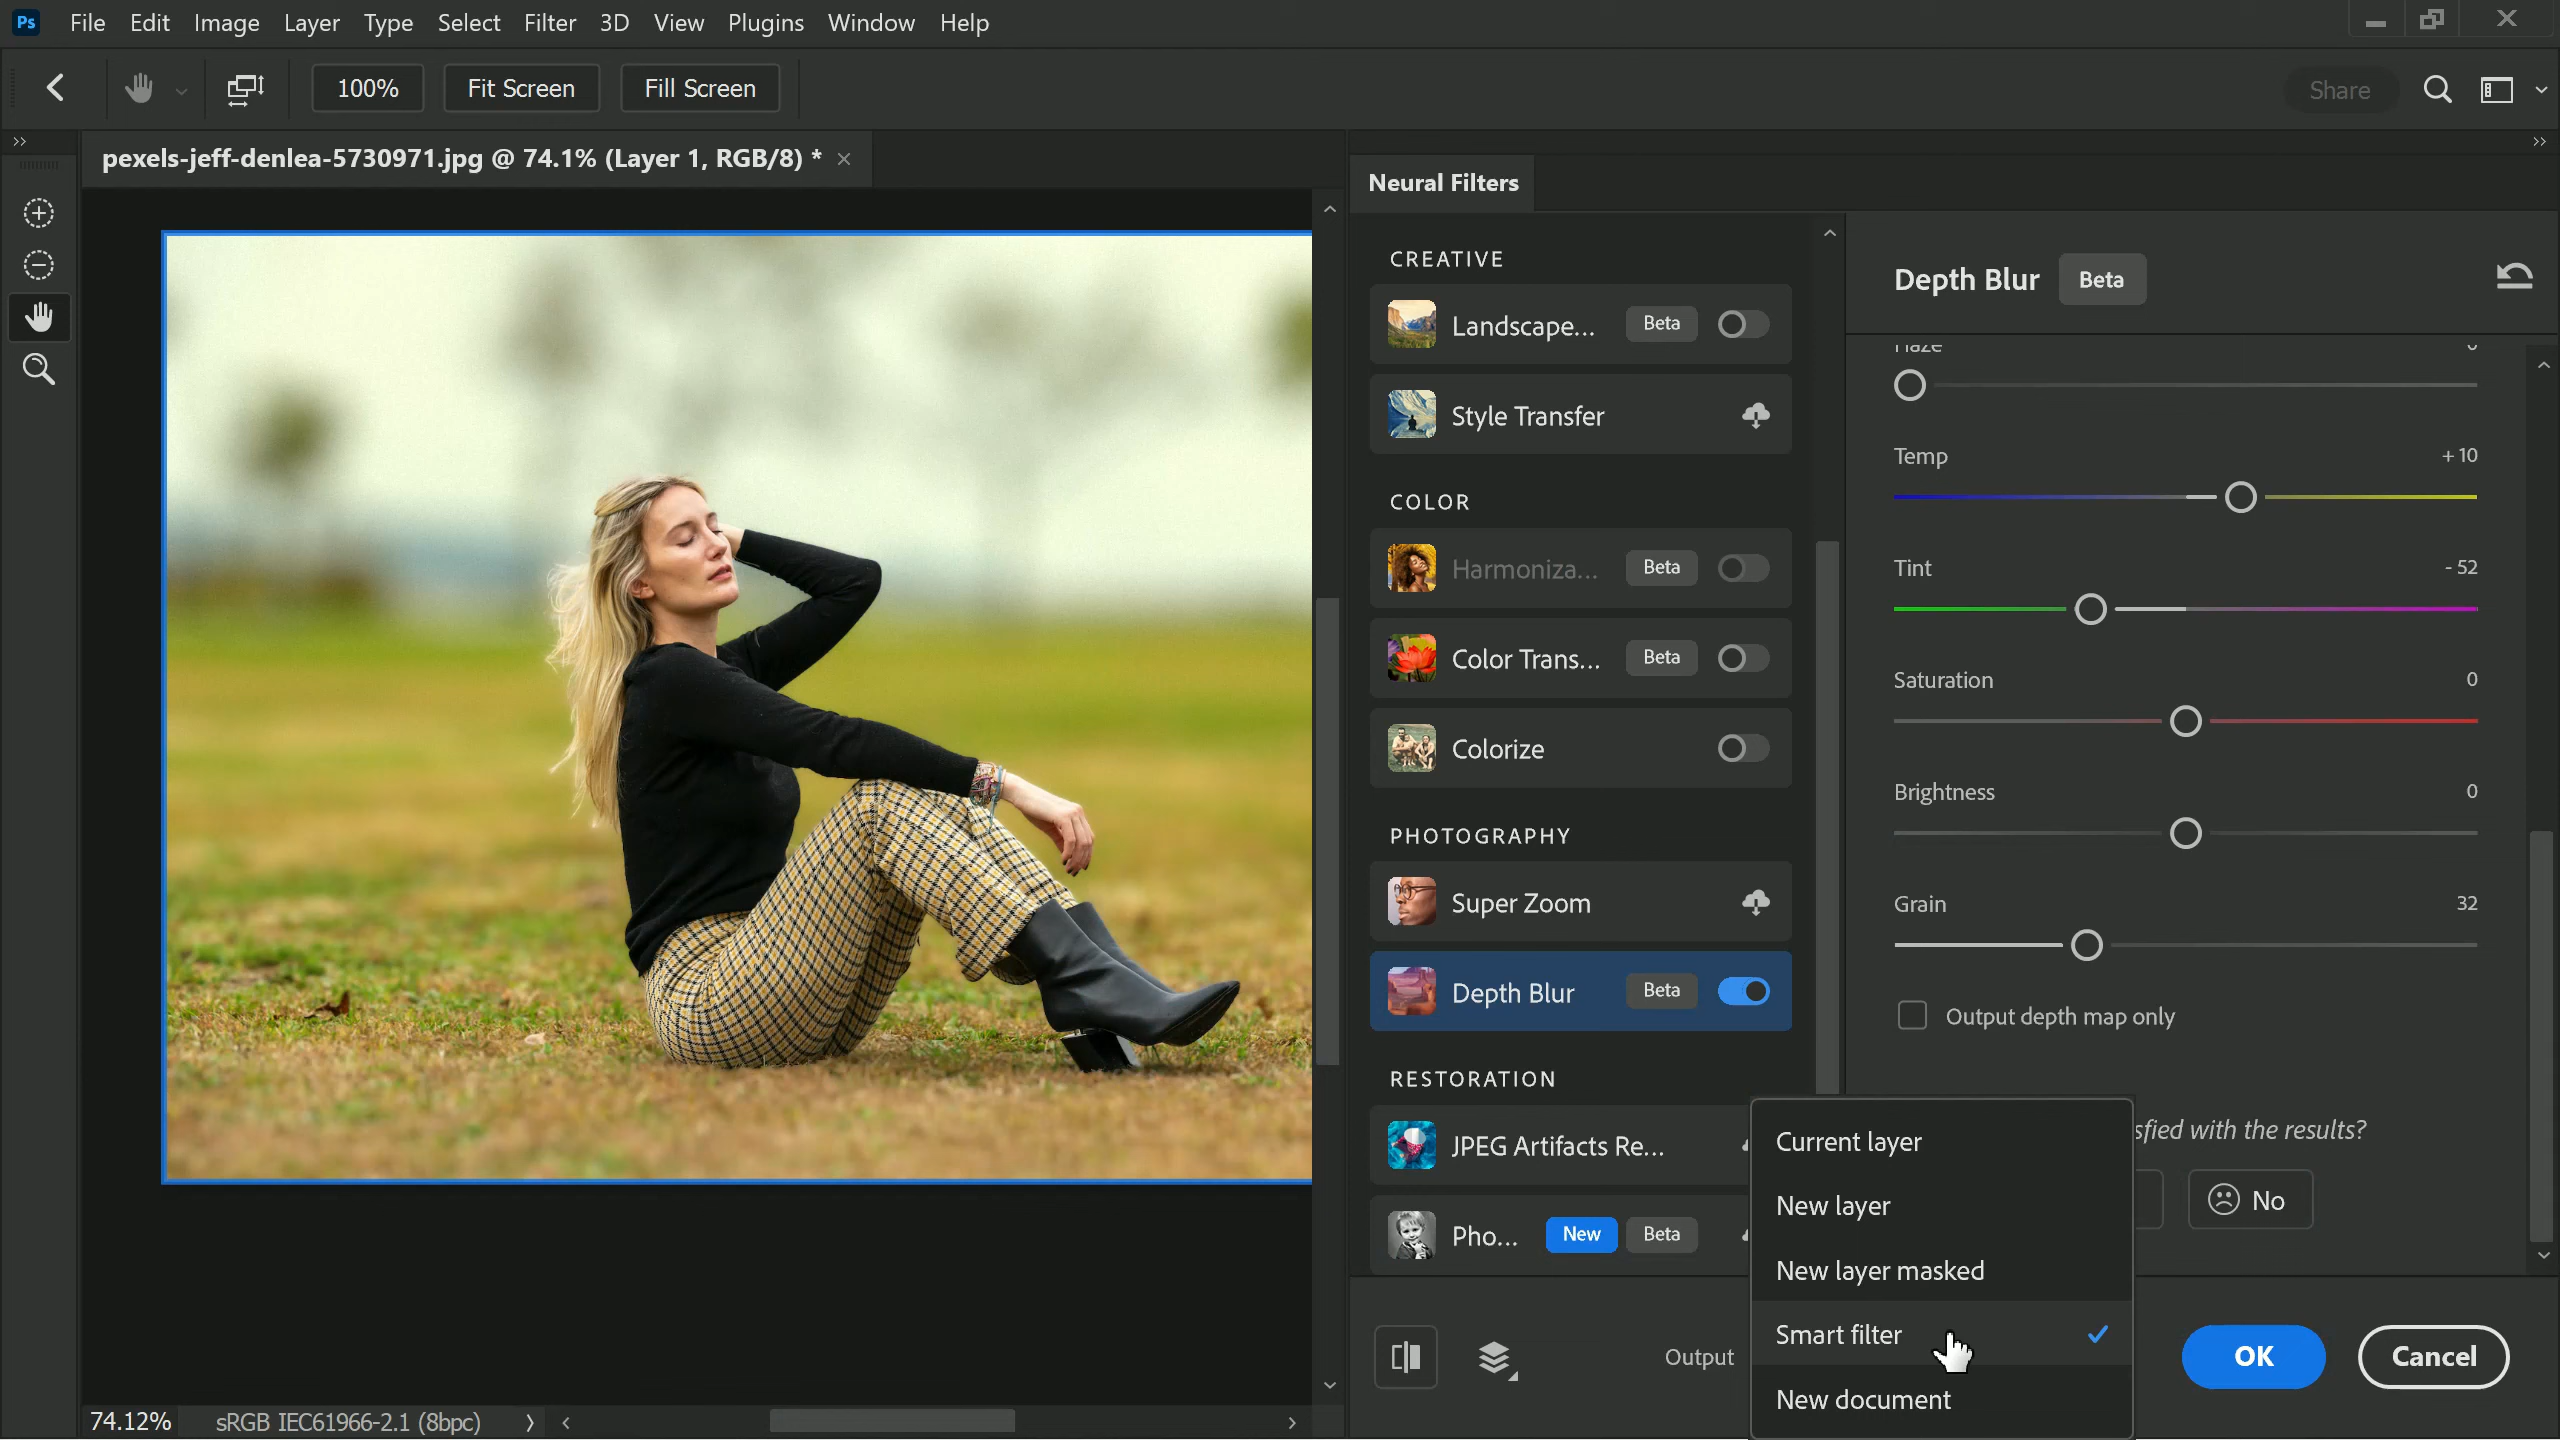 Ps File Edit Image Layer Type Select Filter 3D View Plugins Window Help
100% Fit Screen Fill Screen Share
pexels-jeff-denlea-5730971.jpg @ 74.1% (Layer 1, RGB/8) *
Neural Filters
CREATIVE
Landscape... Beta
Style Transfer
COLOR
Harmoniza... Beta
Color Trans... Beta
Colorize
PHOTOGRAPHY
Super Zoom
Depth Blur Beta
RESTORATION
JPEG Artifacts Re...
Pho... New Beta
Depth Blur Beta
Haze 0
Temp +10
Tint -52
Saturation 0
Brightness 0
Grain 32
Output depth map only
sfied with the results?
No
Output
Current layer
New layer
New layer masked
Smart filter
New document
OK Cancel
74.12% sRGB IEC61966-2.1 (8bpc)